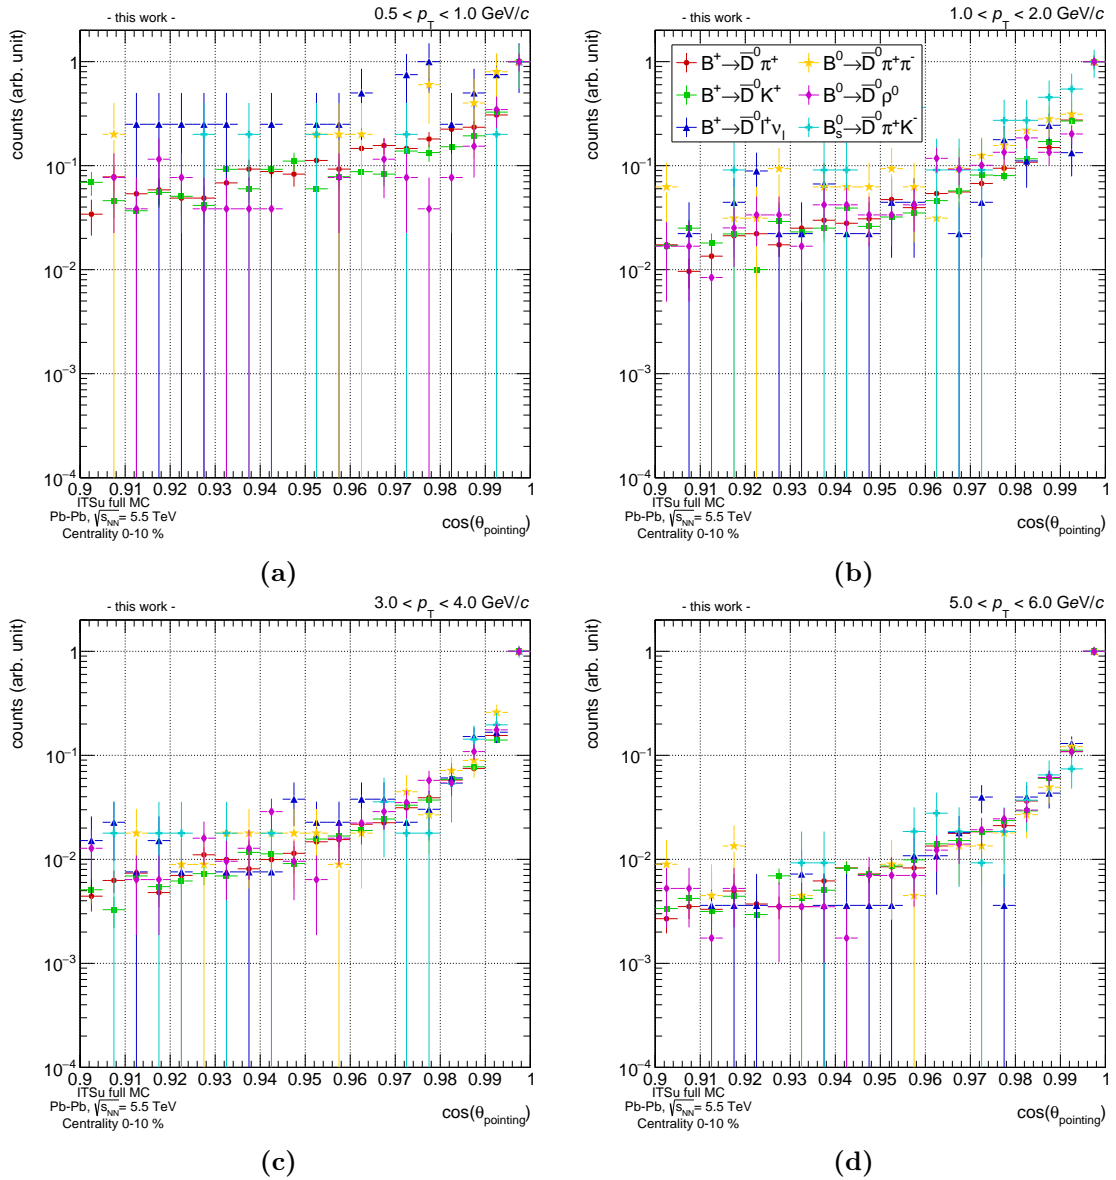 - this work -
0.5 < p_T < 1.0 GeV/c
counts (arb. unit)
1
10⁻¹
10⁻²
10⁻³
10⁻⁴
0.9 0.91 0.92 0.93 0.94 0.95 0.96 0.97 0.98 0.99 1
ITSu full MC
Pb-Pb, √s_NN = 5.5 TeV
Centrality 0-10 %
cos(θ_pointing)
(a)
- this work -
1.0 < p_T < 2.0 GeV/c
counts (arb. unit)
B⁺→D̅⁰π⁺
B⁰→D̅⁰π⁺π⁻
B⁺→D̅⁰K⁺
B⁰→D̅⁰ρ⁰
B⁺→D̅⁰l⁺ν_l
B_s⁰→D̅⁰π⁺K⁻
1
10⁻¹
10⁻²
10⁻³
10⁻⁴
0.9 0.91 0.92 0.93 0.94 0.95 0.96 0.97 0.98 0.99 1
ITSu full MC
Pb-Pb, √s_NN = 5.5 TeV
Centrality 0-10 %
cos(θ_pointing)
(b)
- this work -
3.0 < p_T < 4.0 GeV/c
counts (arb. unit)
1
10⁻¹
10⁻²
10⁻³
10⁻⁴
0.9 0.91 0.92 0.93 0.94 0.95 0.96 0.97 0.98 0.99 1
ITSu full MC
Pb-Pb, √s_NN = 5.5 TeV
Centrality 0-10 %
cos(θ_pointing)
(c)
- this work -
5.0 < p_T < 6.0 GeV/c
counts (arb. unit)
1
10⁻¹
10⁻²
10⁻³
10⁻⁴
0.9 0.91 0.92 0.93 0.94 0.95 0.96 0.97 0.98 0.99 1
ITSu full MC
Pb-Pb, √s_NN = 5.5 TeV
Centrality 0-10 %
cos(θ_pointing)
(d)